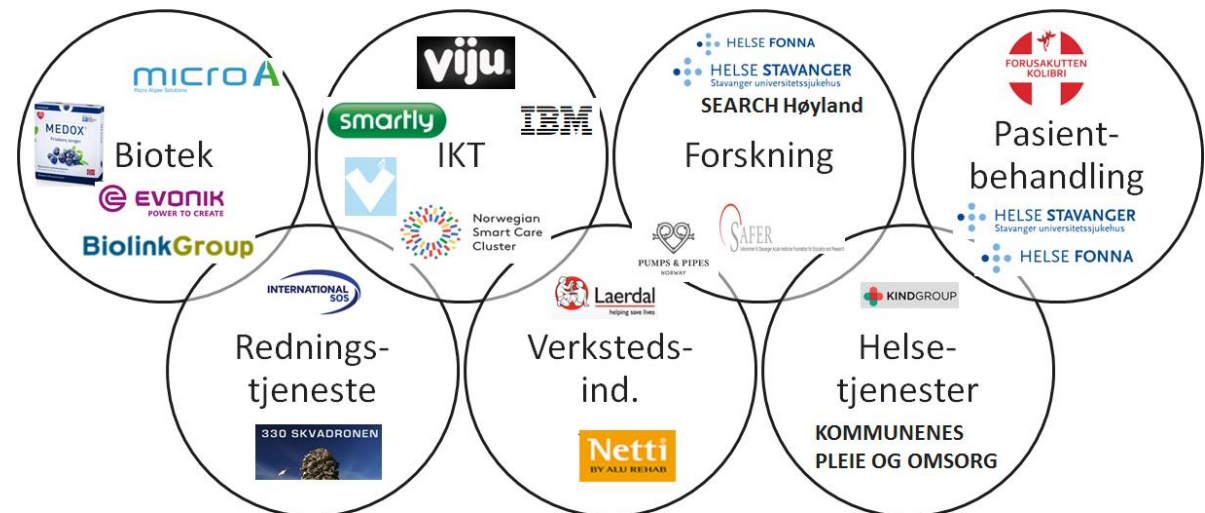 micro A
Micro Algae Solutions
MEDOX
Biotek
EVONIK
POWER TO CREATE
BiolinkGroup
viju
smartly
IBM
IKT
Norwegian
Smart Care
Cluster
HELSE FONNA
HELSE STAVANGER
Stavanger universitetssjukehus
SEARCH Høyland
Forskning
PUMPS & PIPES
NORWAY
SAFER
FORUSAKUTTEN
KOLIBRI
Pasient-
behandling
HELSE STAVANGER
Stavanger universitetssjukehus
HELSE FONNA
INTERNATIONAL
SOS
Rednings-
tjeneste
330 SKVADRONEN
Laerdal
helping save lives
Verksteds-
ind.
Netti
BY ALU REHAB
KINDGROUP
Helse-
tjenester
KOMMUNENES
PLEIE OG OMSORG